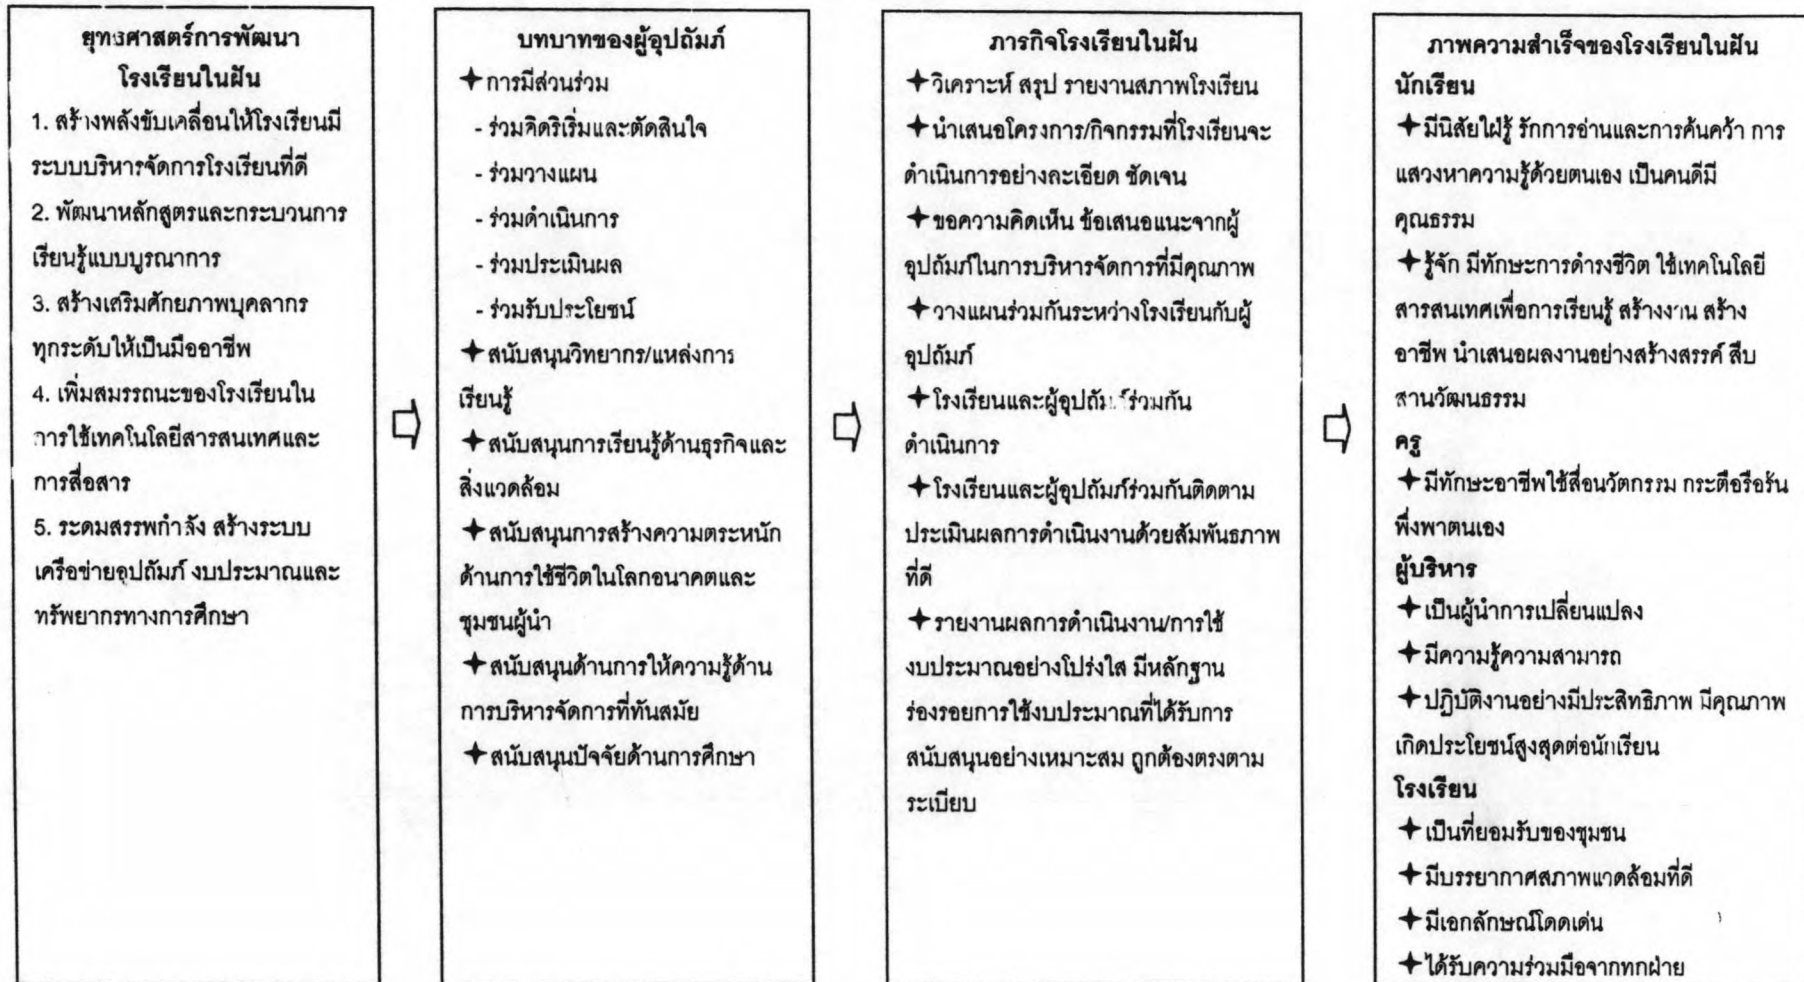 ยุทธศาสตร์การพัฒนา
โรงเรียนในฝัน
1. สร้างพลังขับเคลื่อนให้โรงเรียนมี
ระบบบริหารจัดการโรงเรียนที่ดี
2. พัฒนาหลักสูตรและกระบวนการ
เรียนรู้แบบบูรณาการ
3. สร้างเสริมศักยภาพบุคลากร
ทุกระดับให้เป็นมืออาชีพ
4. เพิ่มสมรรถนะของโรงเรียนใน
การใช้เทคโนโลยีสารสนเทศและ
การสื่อสาร
5. ระดมสรรพกำลัง สร้างระบบ
เครือข่ายอุปถัมภ์ งบประมาณและ
ทรัพยากรทางการศึกษา
บทบาทของผู้อุปถัมภ์
✦การมีส่วนร่วม
- ร่วมคิดริเริ่มและตัดสินใจ
- ร่วมวางแผน
- ร่วมดำเนินการ
- ร่วมประเมินผล
- ร่วมรับประโยชน์
✦สนับสนุนวิทยากร/แหล่งการ
เรียนรู้
✦สนับสนุนการเรียนรู้ด้านธุรกิจและ
สิ่งแวดล้อม
✦สนับสนุนการสร้างความตระหนัก
ด้านการใช้ชีวิตในโลกอนาคตและ
ชุมชนผู้นำ
✦สนับสนุนด้านการให้ความรู้ด้าน
การบริหารจัดการที่ทันสมัย
✦สนับสนุนปัจจัยด้านการศึกษา
ภารกิจโรงเรียนในฝัน
✦วิเคราะห์ สรุป รายงานสภาพโรงเรียน
✦นำเสนอโครงการ/กิจกรรมที่โรงเรียนจะ
ดำเนินการอย่างละเอียด ชัดเจน
✦ขอความคิดเห็น ข้อเสนอแนะจากผู้
อุปถัมภ์ในการบริหารจัดการที่มีคุณภาพ
✦วางแผนร่วมกันระหว่างโรงเรียนกับผู้
อุปถัมภ์
✦โรงเรียนและผู้อุปถัมภ์ร่วมกัน
ดำเนินการ
✦โรงเรียนและผู้อุปถัมภ์ร่วมกันติดตาม
ประเมินผลการดำเนินงานด้วยสัมพันธภาพ
ที่ดี
✦รายงานผลการดำเนินงาน/การใช้
งบประมาณอย่างโปร่งใส มีหลักฐาน
ร่องรอยการใช้งบประมาณที่ได้รับการ
สนับสนุนอย่างเหมาะสม ถูกต้องตรงตาม
ระเบียบ
ภาพความสำเร็จของโรงเรียนในฝัน
นักเรียน
✦มีนิสัยใฝ่รู้ รักการอ่านและการค้นคว้า การ
แสวงหาความรู้ด้วยตนเอง เป็นคนดีมี
คุณธรรม
✦รู้จัก มีทักษะการดำรงชีวิต ใช้เทคโนโลยี
สารสนเทศเพื่อการเรียนรู้ สร้างงาน สร้าง
อาชีพ นำเสนอผลงานอย่างสร้างสรรค์ สืบ
สานวัฒนธรรม
ครู
✦มีทักษะอาชีพใช้สื่อนวัตกรรม กระตือรือร้น
พึ่งพาตนเอง
ผู้บริหาร
✦เป็นผู้นำการเปลี่ยนแปลง
✦มีความรู้ความสามารถ
✦ปฏิบัติงานอย่างมีประสิทธิภาพ มีคุณภาพ
เกิดประโยชน์สูงสุดต่อนักเรียน
โรงเรียน
✦เป็นที่ยอมรับของชุมชน
✦มีบรรยากาศสภาพแวดล้อมที่ดี
✦มีเอกลักษณ์โดดเด่น
✦ได้รับความร่วมมือจากทุกฝ่าย